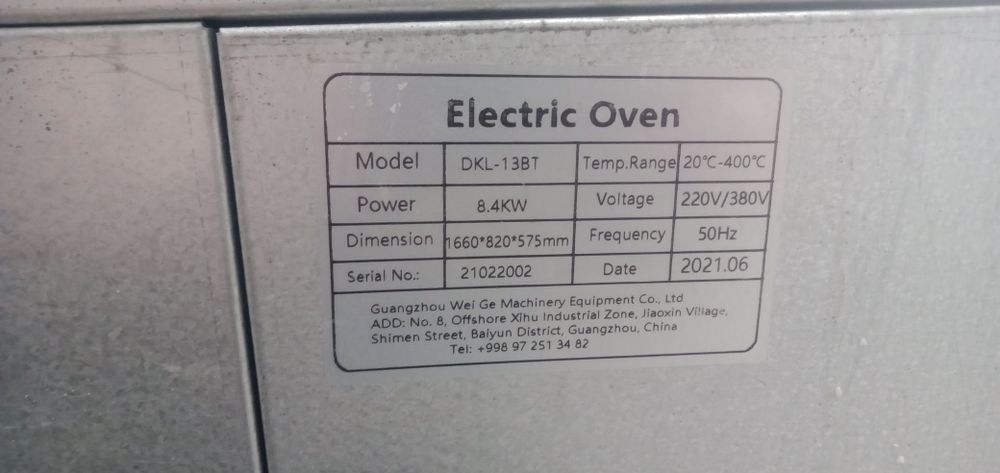 Electric Oven
Model DKL-13BT Temp.Range 20℃-400℃
Power 8.4KW Voltage 220V/380V
Dimension 1660*820*575mm Frequency 50Hz
Serial No.: 21022002 Date 2021.06
Guangzhou Wei Ge Machinery Equipment Co., Ltd
ADD: No. 8, Offshore Xihu Industrial Zone, Jiaoxin Village,
Shimen Street, Baiyun District, Guangzhou, China
Tel: +998 97 251 34 82